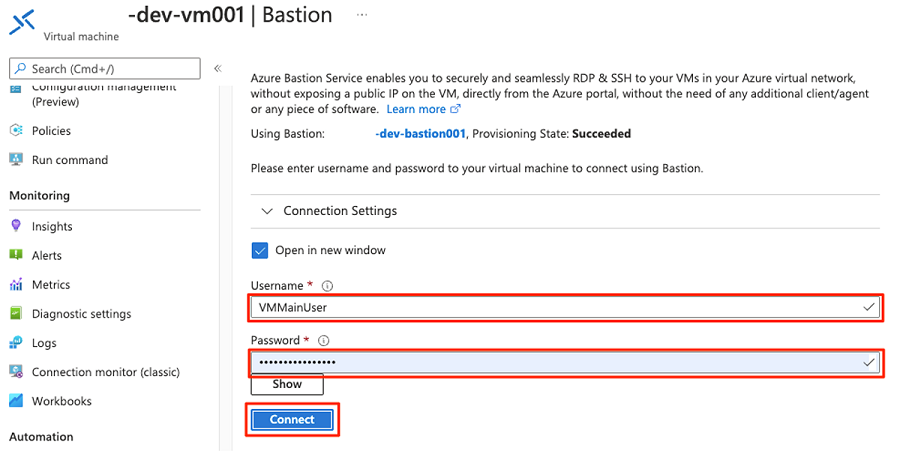 -dev-vm001 | Bastion ...
Virtual machine
Search (Cmd+/)
«
Configuration management
(Preview)
Policies
Run command
Monitoring
Insights
Alerts
Metrics
Diagnostic settings
Logs
Connection monitor (classic)
Workbooks
Automation
Azure Bastion Service enables you to securely and seamlessly RDP & SSH to your VMs in your Azure virtual network,
without exposing a public IP on the VM, directly from the Azure portal, without the need of any additional client/agent
or any piece of software. Learn more
Using Bastion: -dev-bastion001, Provisioning State: Succeeded
Please enter username and password to your virtual machine to connect using Bastion.
Connection Settings
Open in new window
Username *
VMMainUser
Password *
••••••••••••••••
Show
Connect